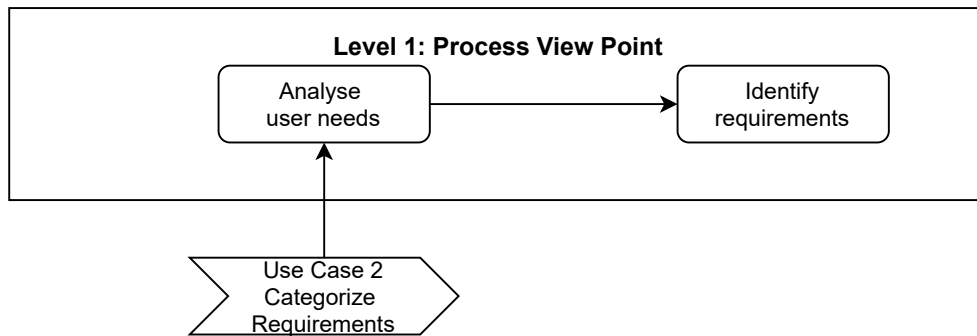 Level 1: Process View Point
Analyse
user needs
Identify
requirements
Use Case 2
Categorize
Requirements